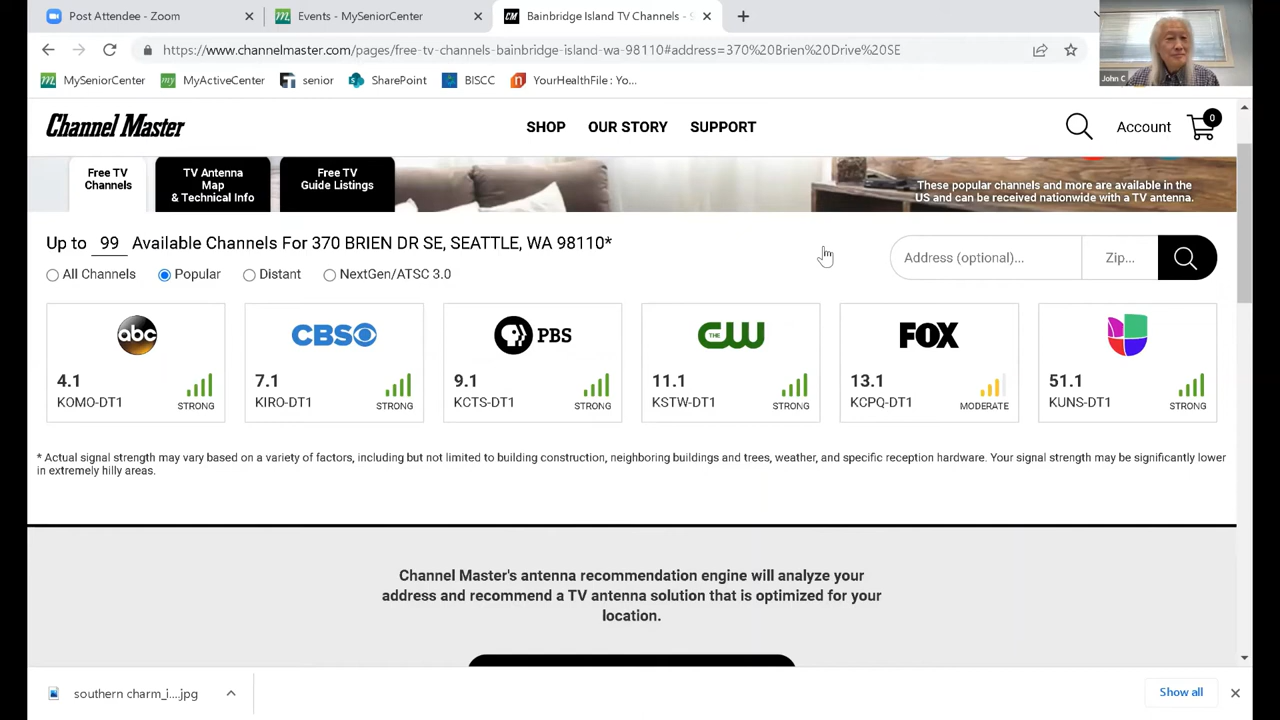 Post Attendee - Zoom
Events - MySeniorCenter
CM
Bainbridge Island TV Channels - 9
https://www.channelmaster.com/pages/free-tv-channels-bainbridge-island-wa-98110#address=370%20Brien%20Drive%20SE
John C
m
MySeniorCenter
my
MyActiveCenter
senior
SharePoint
BISCC
n
YourHealthFile : Yo...
Channel Master
SHOP
OUR STORY
SUPPORT
Account
0
Free TV
Channels
TV Antenna
Map
& Technical Info
Free TV
Guide Listings
These popular channels and more are available in the
US and can be received nationwide with a TV antenna.
Up to 99 Available Channels For 370 BRIEN DR SE, SEATTLE, WA 98110*
Address (optional)...
Zip...
All Channels
Popular
Distant
NextGen/ATSC 3.0
abc
4.1
KOMO-DT1
STRONG
CBS
7.1
KIRO-DT1
STRONG
PBS
9.1
KCTS-DT1
STRONG
THE CW
11.1
KSTW-DT1
STRONG
FOX
13.1
KCPQ-DT1
MODERATE
51.1
KUNS-DT1
STRONG
* Actual signal strength may vary based on a variety of factors, including but not limited to building construction, neighboring buildings and trees, weather, and specific reception hardware. Your signal strength may be significantly lower
in extremely hilly areas.
Channel Master's antenna recommendation engine will analyze your
address and recommend a TV antenna solution that is optimized for your
location.
southern charm_i....jpg
Show all